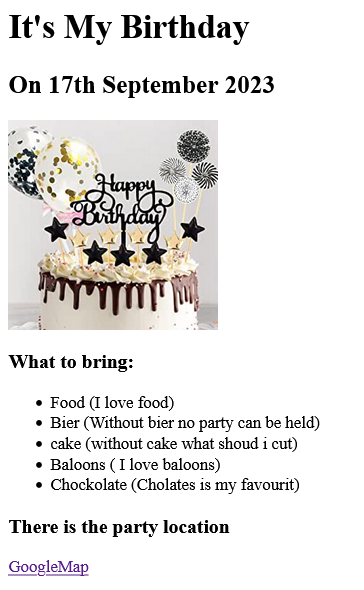 It's My Birthday
On 17th September 2023
Happy
Birthday
What to bring:
Food (I love food)
Bier (Without bier no party can be held)
cake (without cake what shoud i cut)
Baloons ( I love baloons)
Chockolate (Cholates is my favourit)
There is the party location
GoogleMap